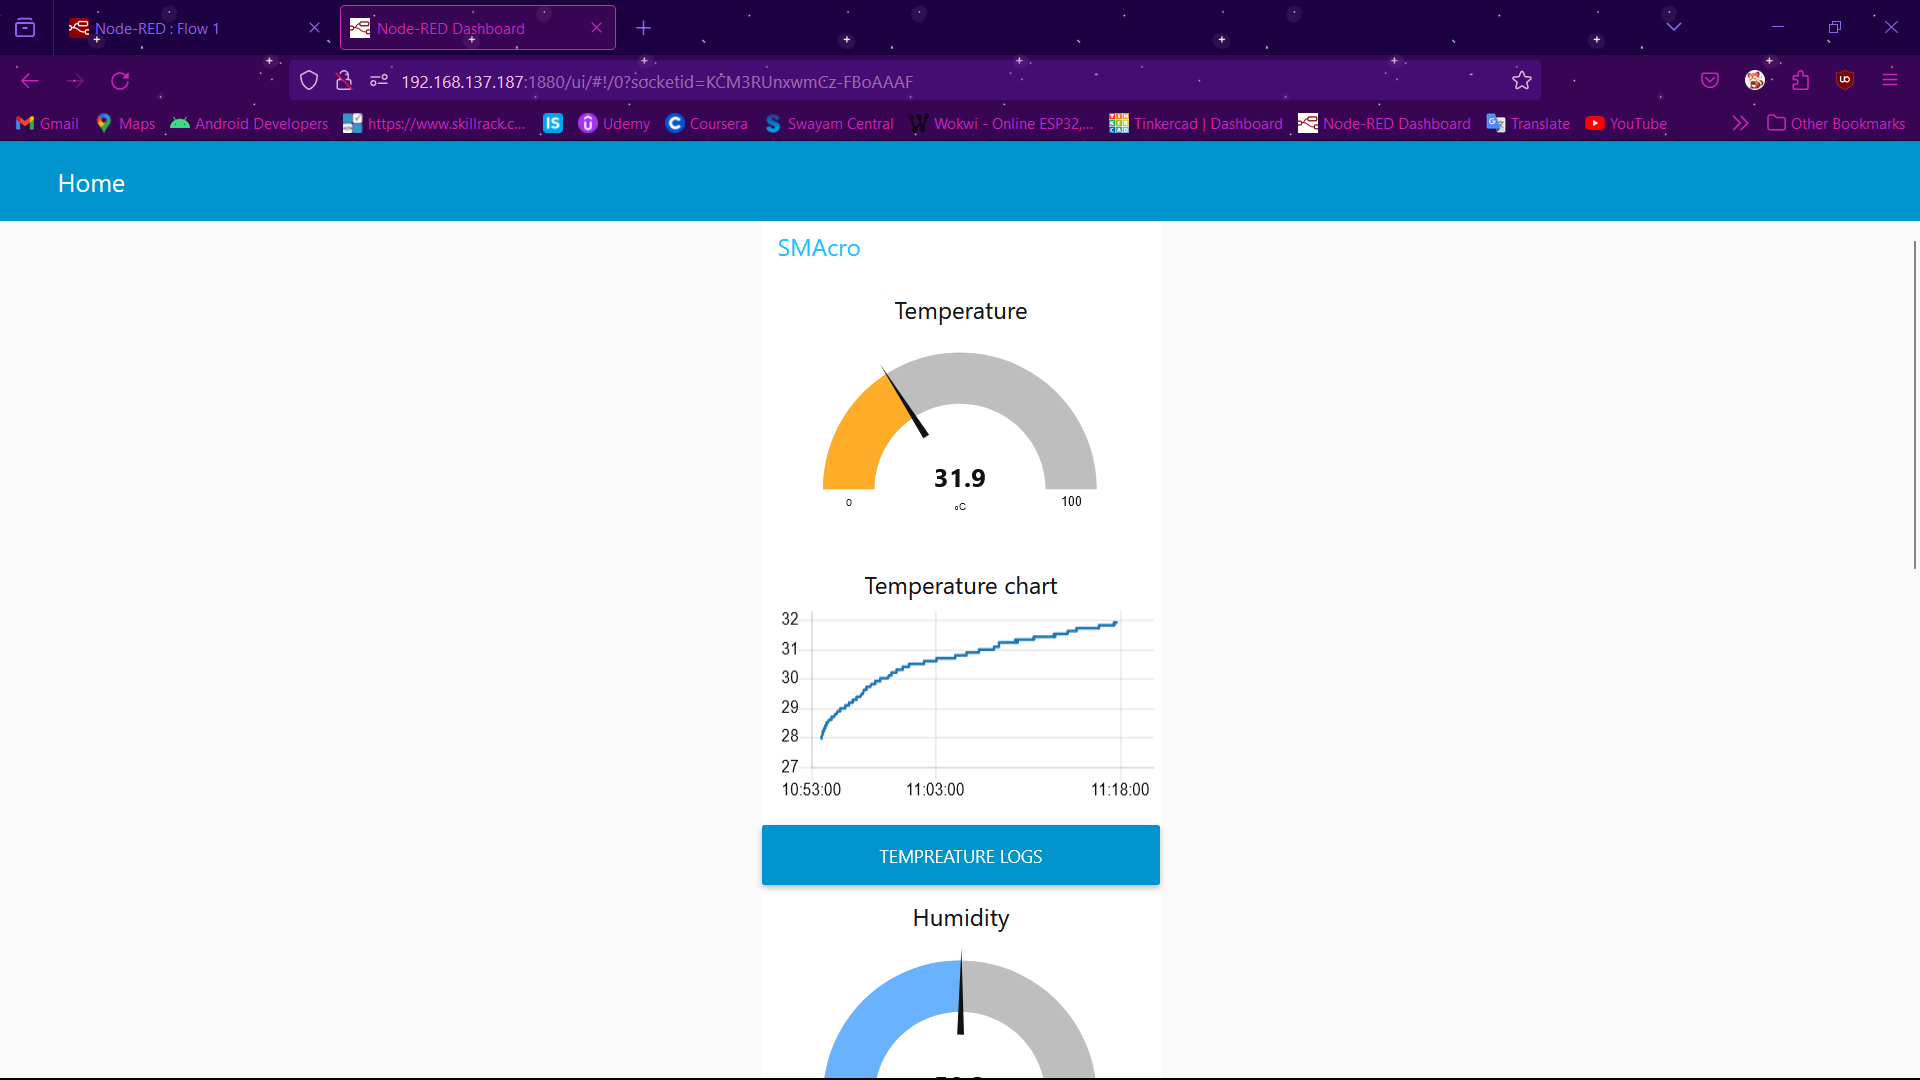 Node-RED : Flow 1
Node-RED Dashboard
192.168.137.187:1880/ui/#!/0?socketid=KCM3RUnxwmCz-FBoAAAF
Gmail
Maps
Android Developers
https://www.skillrack.c...
IS
Udemy
Coursera
Swayam Central
Wokwi - Online ESP32,...
Tinkercad | Dashboard
Node-RED Dashboard
Translate
YouTube
Other Bookmarks
Home
SMAcro
Temperature
31.9
0
°C
100
Temperature chart
32
31
30
29
28
27
10:53:00 11:03:00 11:18:00
TEMPREATURE LOGS
Humidity